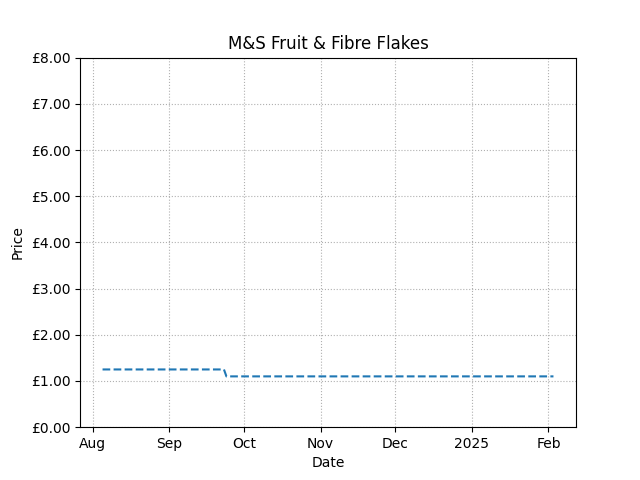 M&S Fruit & Fibre Flakes
£8.00
£7.00
£6.00
£5.00
£4.00
£3.00
£2.00
£1.00
£0.00
Price
Aug Sep Oct Nov Dec 2025 Feb
Date